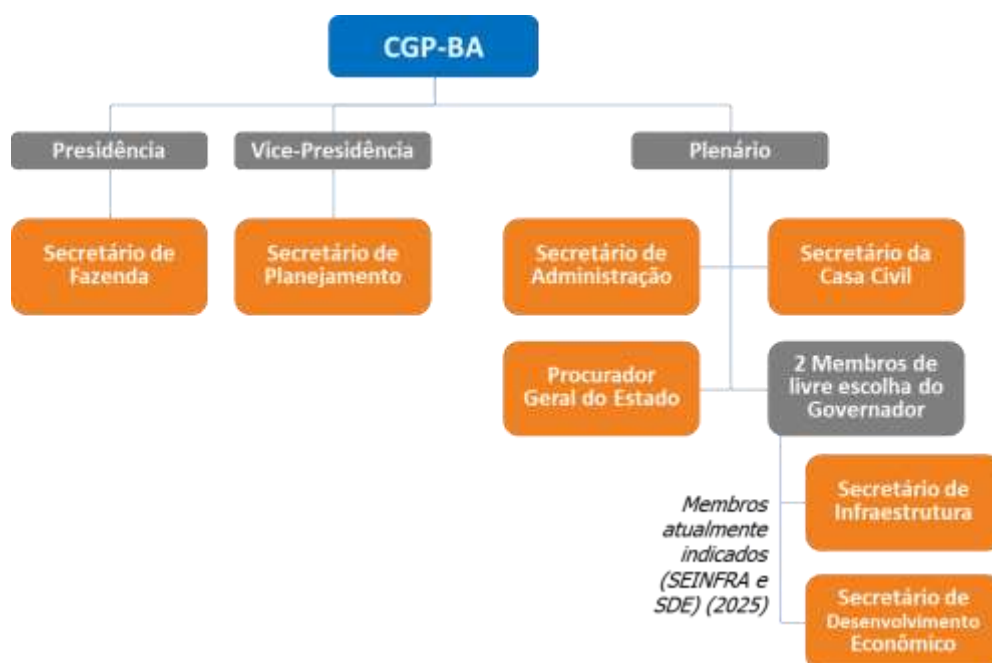 CGP-BA
Presidência
Vice-Presidência
Plenário
Secretário de
Fazenda
Secretário de
Planejamento
Secretário de
Administração
Secretário da
Casa Civil
Procurador
Geral do Estado
2 Membros de
livre escolha do
Governador
Membros
atualmente
indicados
(SEINFRA e
SDE) (2025)
Secretário de
Infraestrutura
Secretário de
Desenvolvimento
Econômico